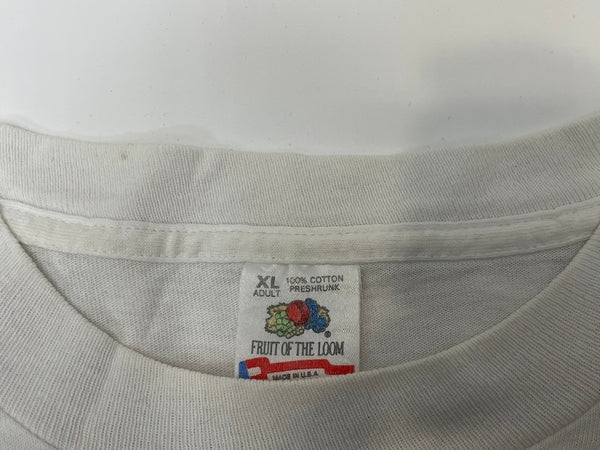 XL 100% COTTON
ADULT PRESHRUNK
®
FRUIT OF THE LOOM
MADE IN U.S.A